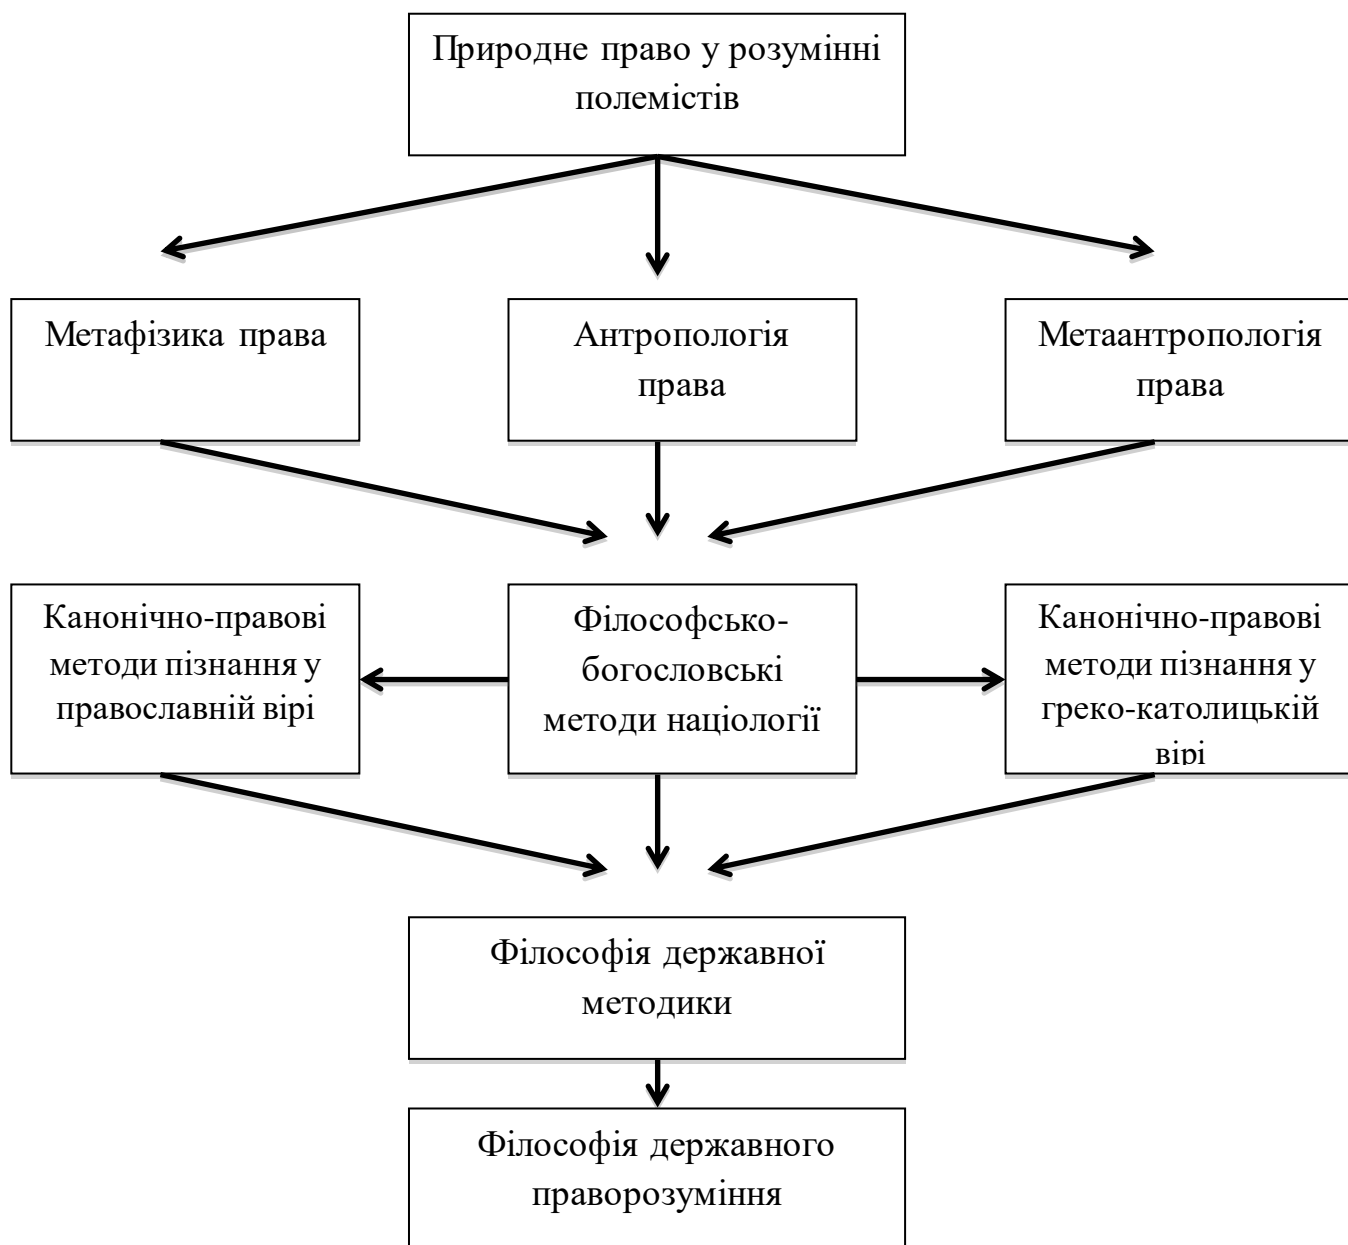 Природне право у розумінні
полемістів
Метафізика права
Антропологія
права
Метаантропологія
права
Канонічно-правові
методи пізнання у
православній вірі
Філософсько-
богословські
методи націології
Канонічно-правові
методи пізнання у
греко-католицькій
вірі
Філософія державної
методики
Філософія державного
праворозуміння